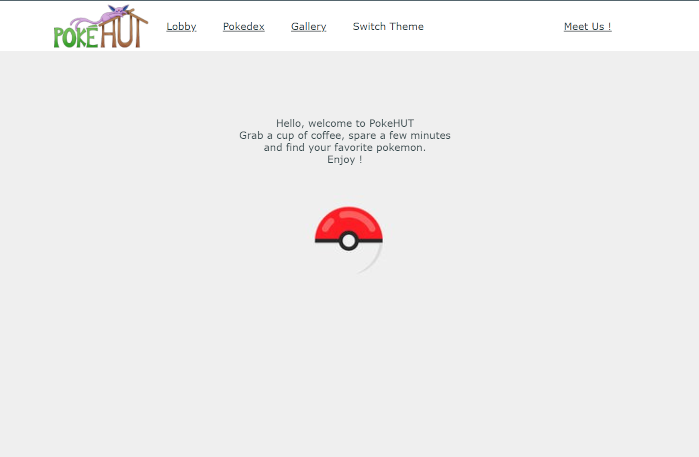 POKEHUT
Lobby Pokedex Gallery Switch Theme Meet Us !
Hello, welcome to PokeHUT
Grab a cup of coffee, spare a few minutes
and find your favorite pokemon.
Enjoy !